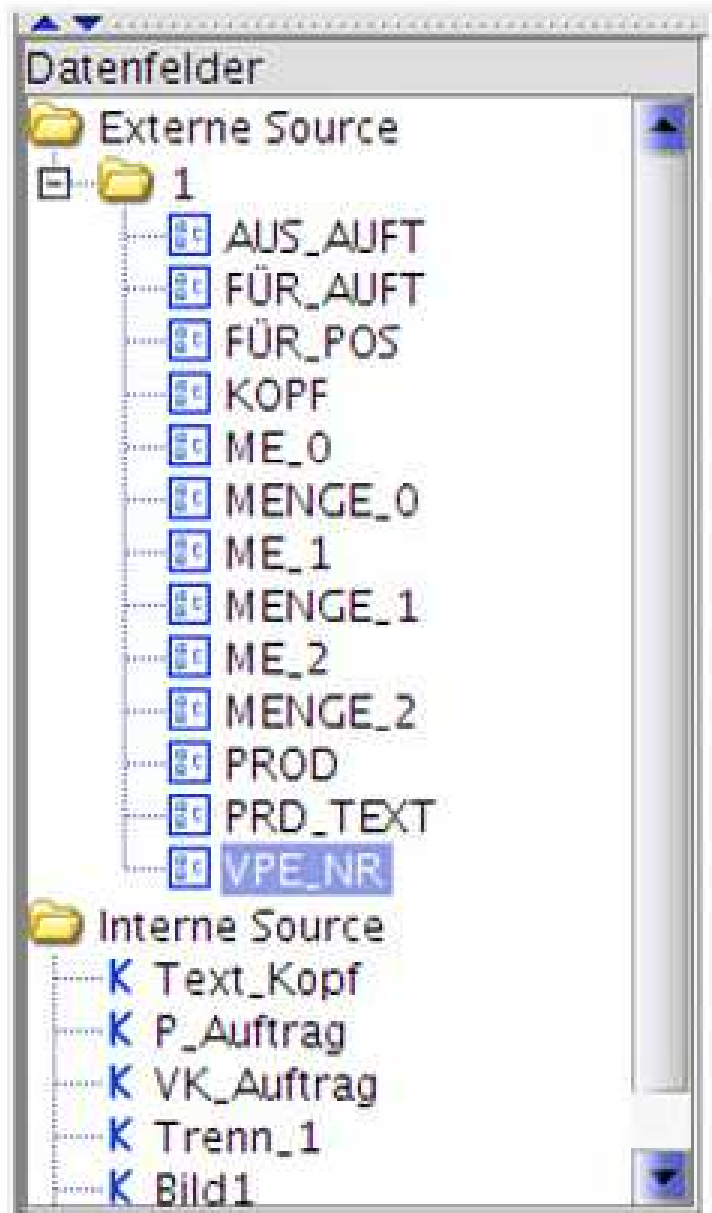 Datenfelder
Externe Source
1
AUS_AUFT
FÜR_AUFT
FÜR_POS
KOPF
ME_0
MENGE_0
ME_1
MENGE_1
ME_2
MENGE_2
PROD
PRD_TEXT
VPE_NR
Interne Source
K Text_Kopf
K P_Auftrag
K VK_Auftrag
K Trenn_1
K Bild1